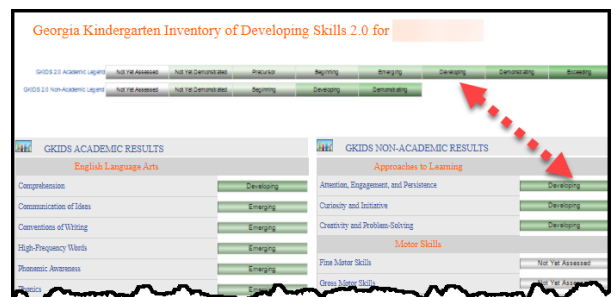 Georgia Kindergarten Inventory of Developing Skills 2.0 for
GKIDS 2.0 Academic Legend Not Yet Assessed Not Yet Demonstrated Precursor Beginning Emerging Developing Demonstrating Exceeding
GKIDS 2.0 Non-Academic Legend Not Yet Assessed Not Yet Demonstrated Beginning Developing Demonstrating
GKIDS ACADEMIC RESULTS
English Language Arts
Comprehension Developing
Communication of Ideas Emerging
Conventions of Writing Emerging
High-Frequency Words Emerging
Phonemic Awareness Emerging
Phonics Emerging
GKIDS NON-ACADEMIC RESULTS
Approaches to Learning
Attention, Engagement, and Persistence Developing
Curiosity and Initiative Developing
Creativity and Problem-Solving Developing
Motor Skills
Fine Motor Skills Not Yet Assessed
Gross Motor Skills Not Yet Assessed